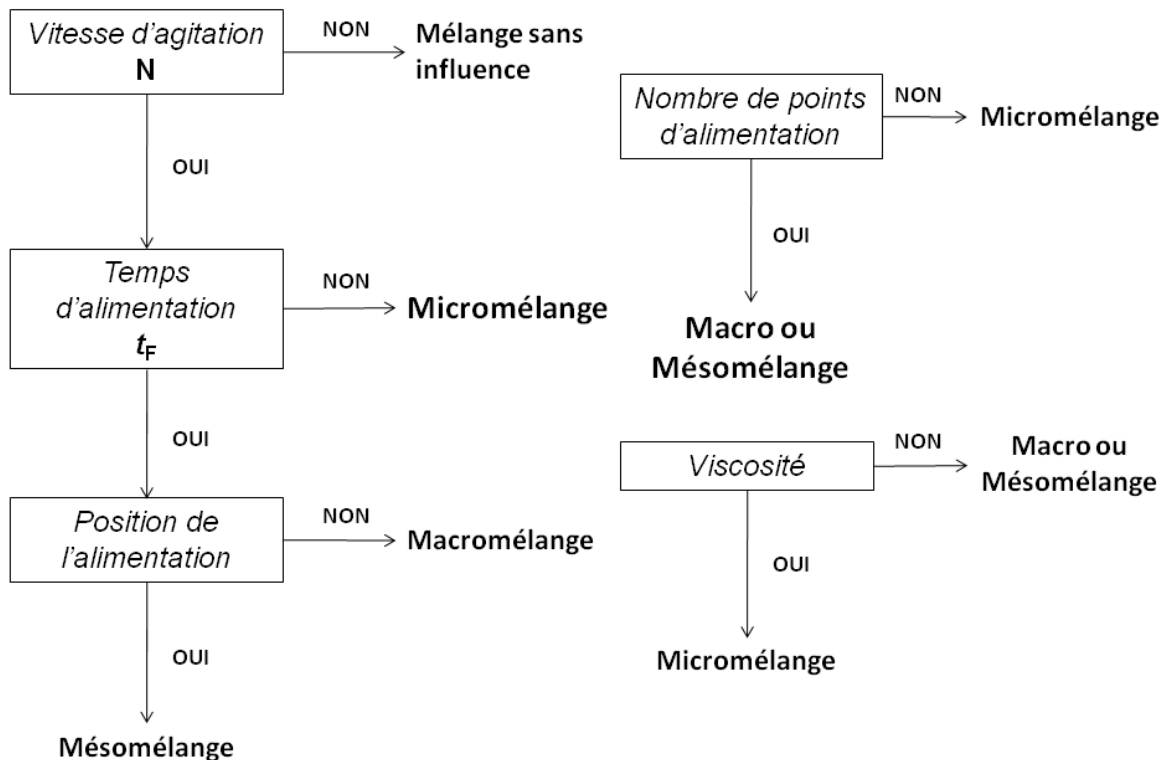 Vitesse d'agitation
N
NON
Mélange sans
influence
OUI
Temps
d'alimentation
tF
NON
Micromélange
OUI
Position de
l'alimentation
NON
Macromélange
OUI
Mésomélange
Nombre de points
d'alimentation
NON
Micromélange
OUI
Macro ou
Mésomélange
Viscosité
NON
Macro ou
Mésomélange
OUI
Micromélange